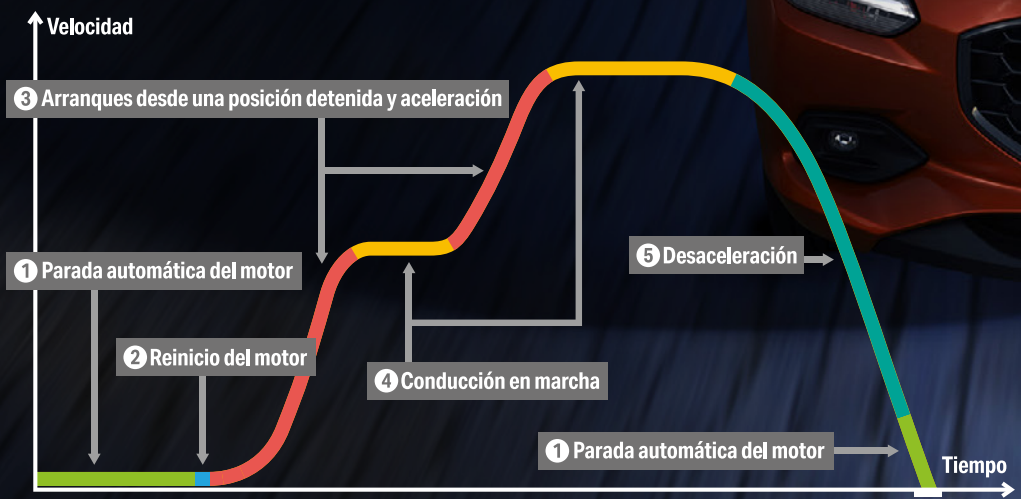 Velocidad
3 Arranques desde una posición detenida y aceleración
5 Desaceleración
1 Parada automática del motor
2 Reinicio del motor
4 Conducción en marcha
1 Parada automática del motor
Tiempo